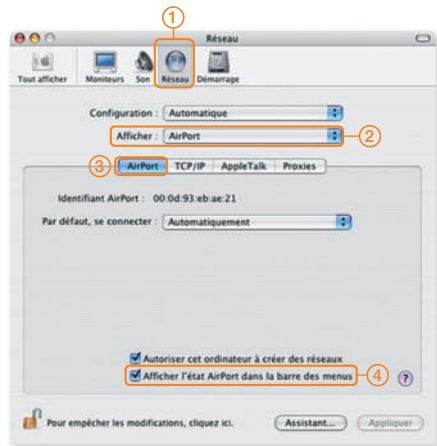 1
Réseau
Tout afficher Moniteurs Son Réseau Démarrage
Configuration : Automatique
Afficher : AirPort 2
3 AirPort TCP/IP AppleTalk Proxies
Identifiant AirPort : 00:0d:93:eb:ae:21
Par défaut, se connecter : Automatiquement
Autoriser cet ordinateur à créer des réseaux
Afficher l'état AirPort dans la barre des menus 4 ?
Pour empêcher les modifications, cliquez ici. Assistant... Appliquer